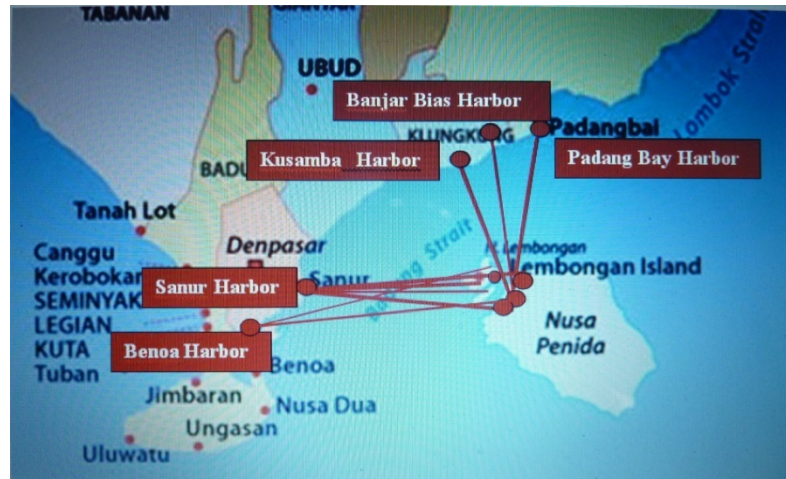 TABANAN
UBUD
Banjar Bias Harbor
KLUNGKUNG
Padangbai
Lombok Strait
Kusamba Harbor
Padang Bay Harbor
BADU
Tanah Lot
Denpasar
Badung Strait
Lembongan
Canggu
Kerobokan
SEMINYAK
LEGIAN
KUTA
Tuban
Sanur Harbor
Sanur
Lembongan Island
Nusa
Penida
Benoa Harbor
Benoa
Jimbaran
Nusa Dua
Ungasan
Uluwatu